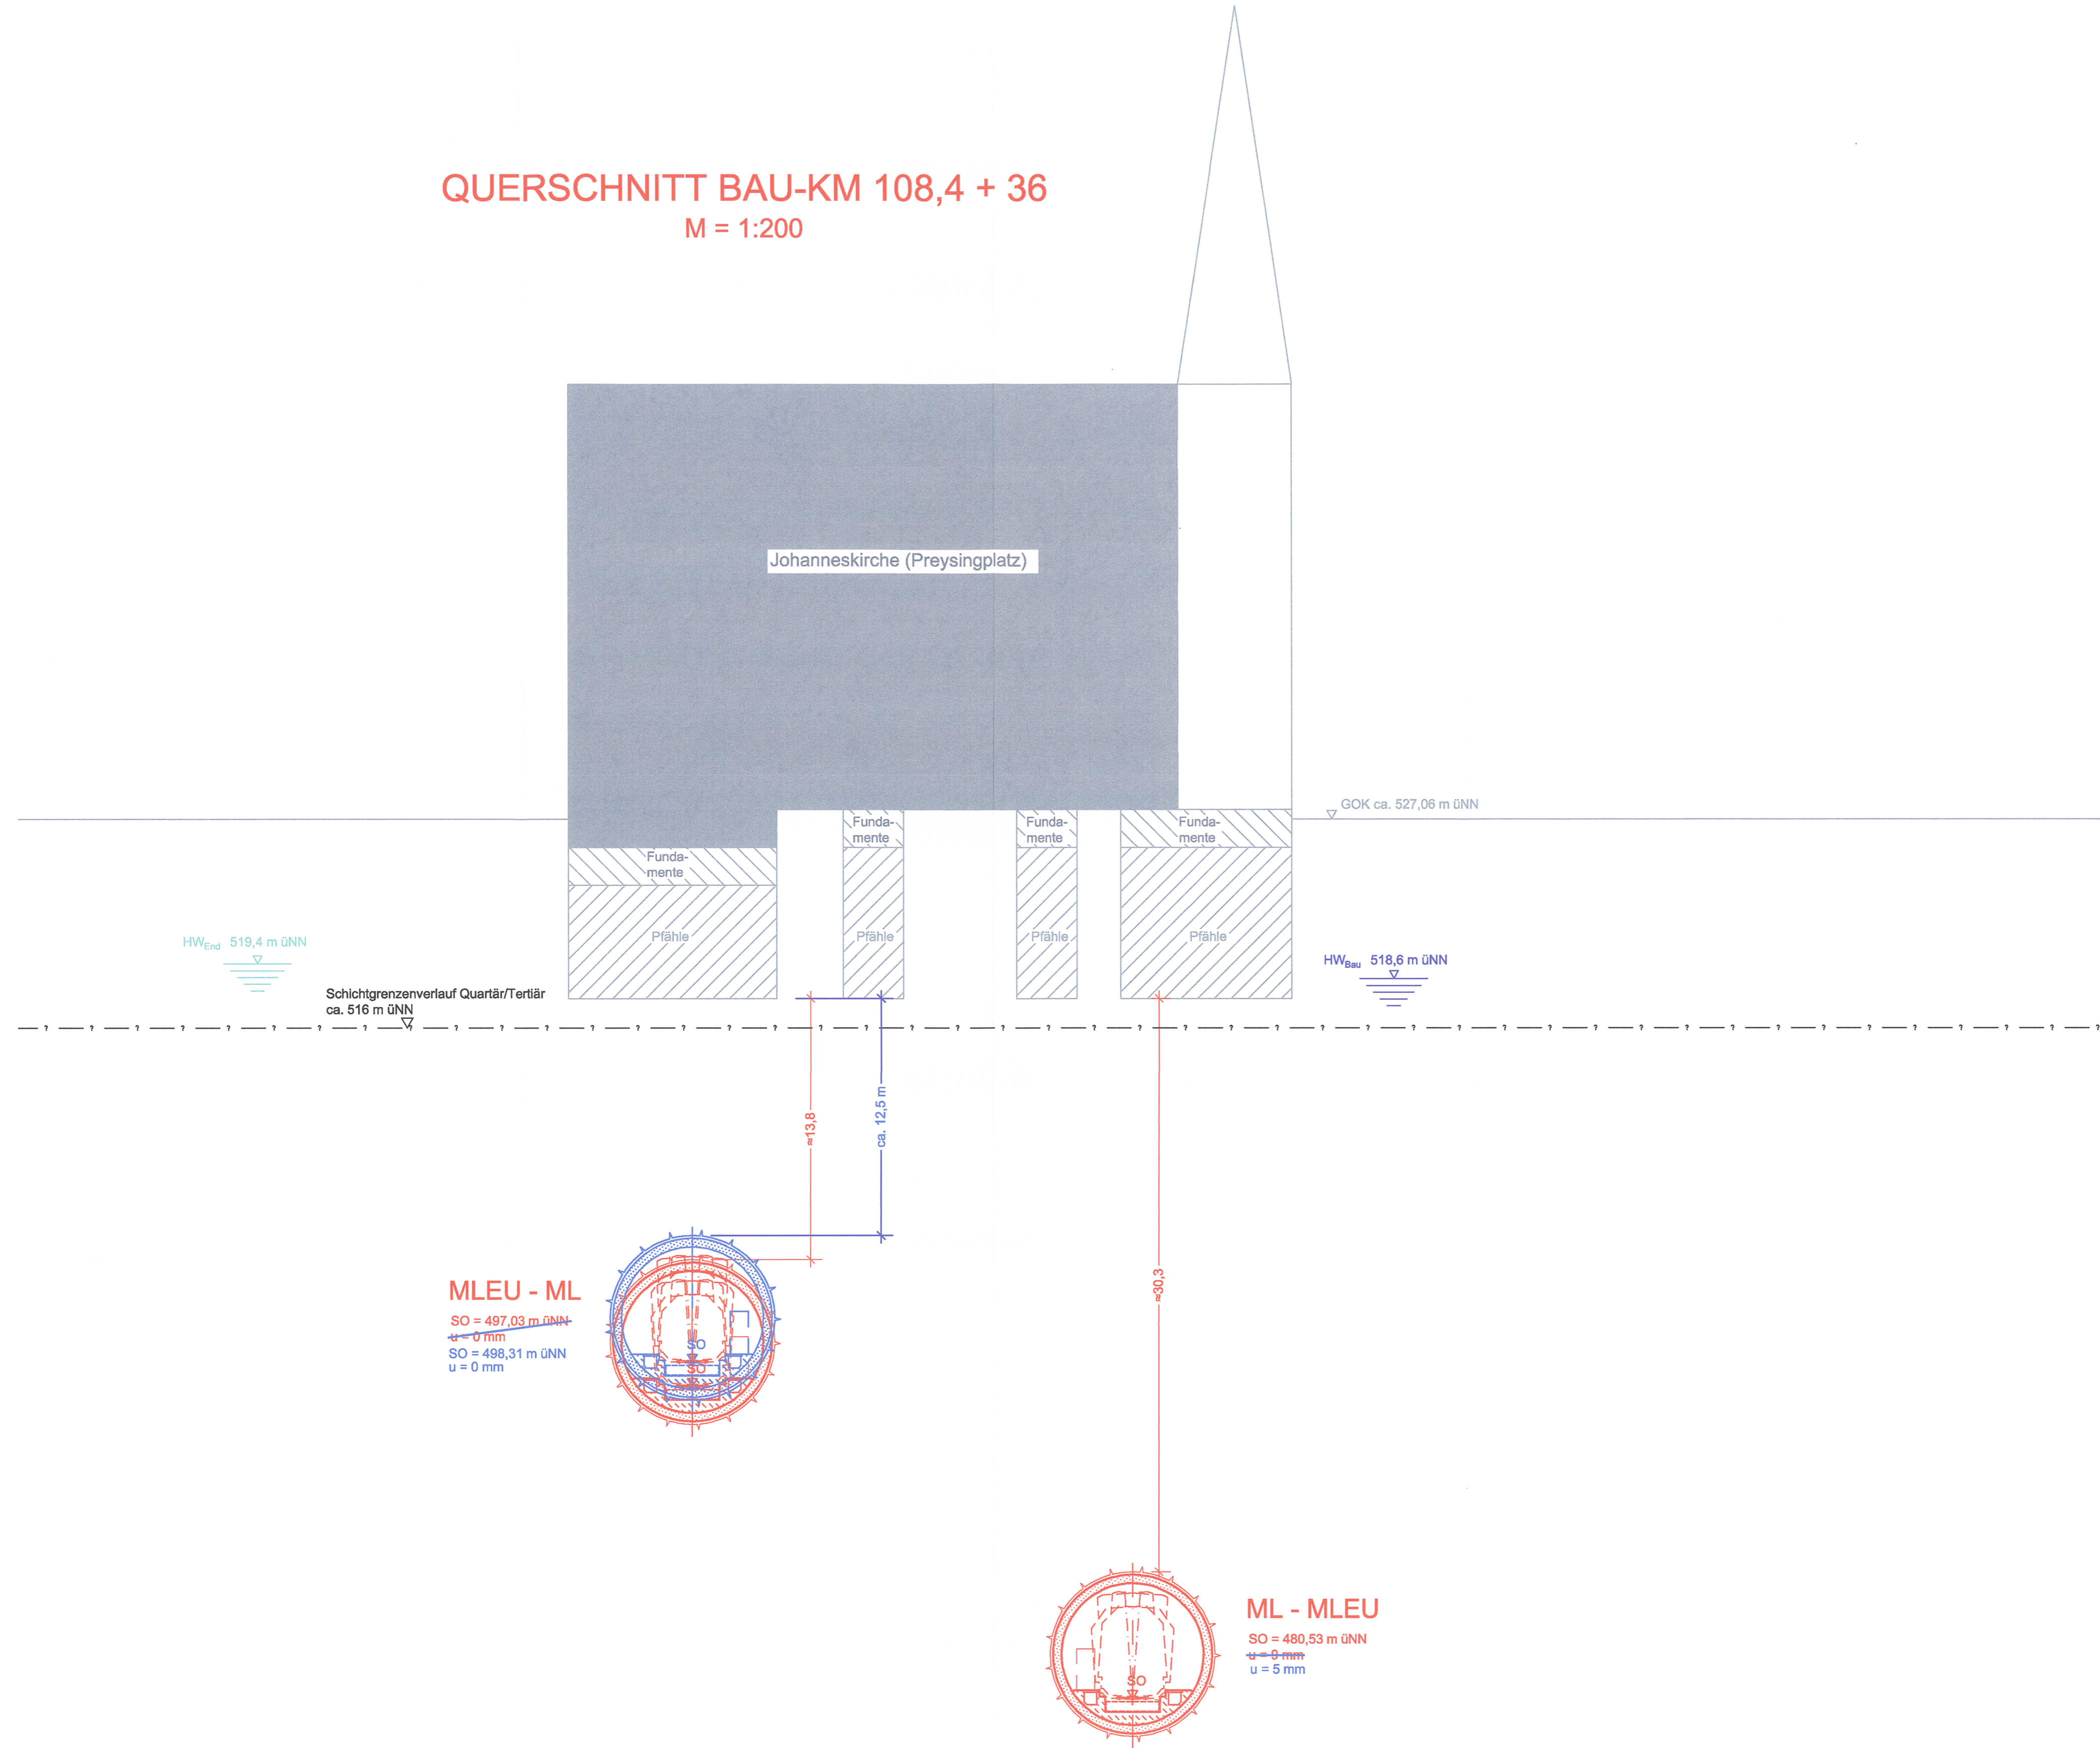 QUERSCHNITT BAU-KM 108,4 + 36
M = 1:200
Johanneskirche (Preysingplatz)
GOK ca. 527,06 m üNN
Funda-
mente
Funda-
mente
Funda-
mente
Funda-
mente
Pfähle
Pfähle
Pfähle
Pfähle
HWEnd 519,4 m üNN
HWBau 518,6 m üNN
Schichtgrenzenverlauf Quartär/Tertiär
ca. 516 m üNN
≈13,8
ca. 12,5 m
≈30,3
MLEU - ML
SO = 497,03 m üNN
u = 0 mm
SO = 498,31 m üNN
u = 0 mm
SO
SO
ML - MLEU
SO = 480,53 m üNN
u = 9 mm
u = 5 mm
SO